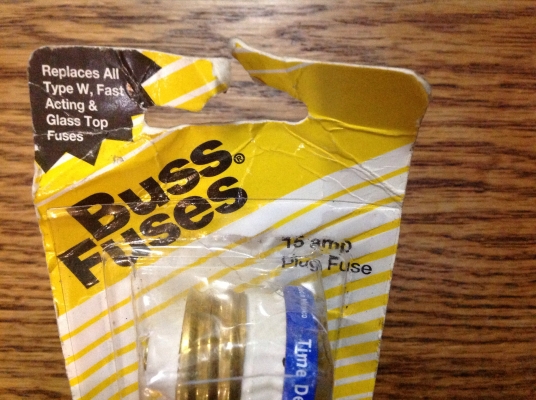 Replaces All
Type W, Fast
Acting &
Glass Top
Fuses
Buss®
Fuses
15 amp
Plug Fuse
Time De